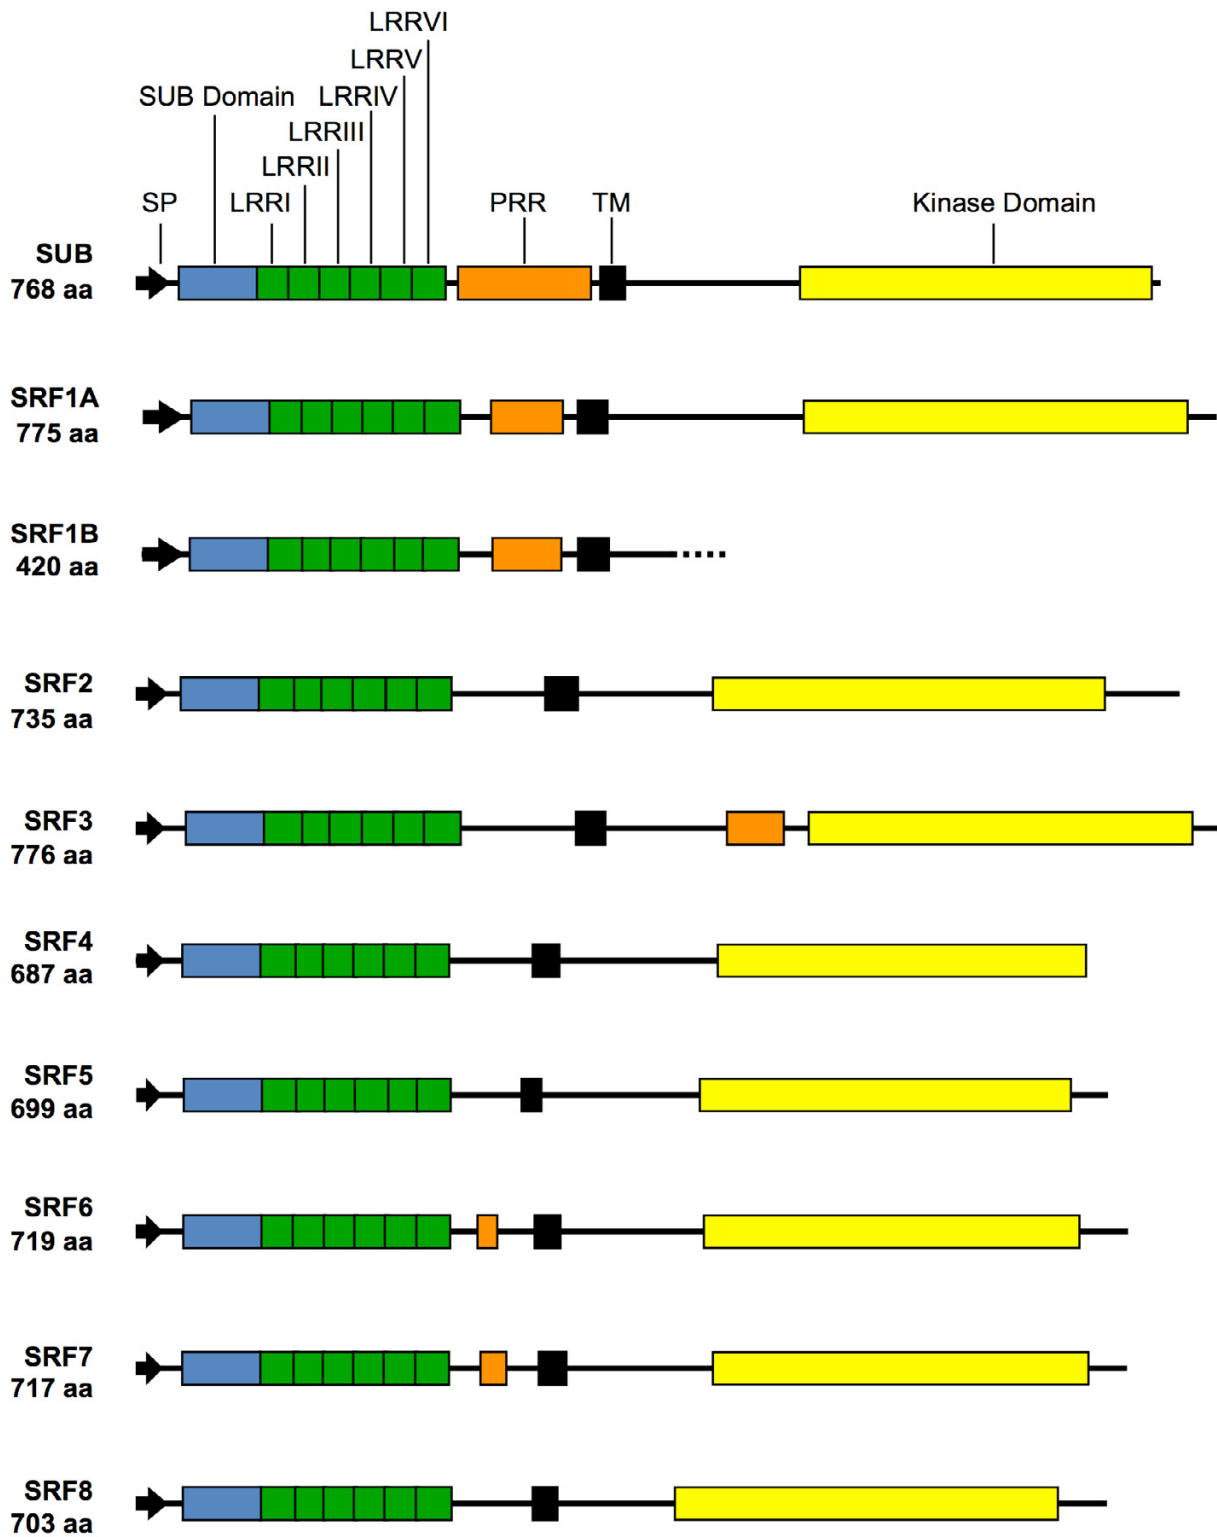 LRRVI
LRRV
SUB Domain LRRIV
LRRIII
LRRII
SP LRRI PRR TM Kinase Domain
SUB
768 aa
SRF1A
775 aa
SRF1B
420 aa
SRF2
735 aa
SRF3
776 aa
SRF4
687 aa
SRF5
699 aa
SRF6
719 aa
SRF7
717 aa
SRF8
703 aa